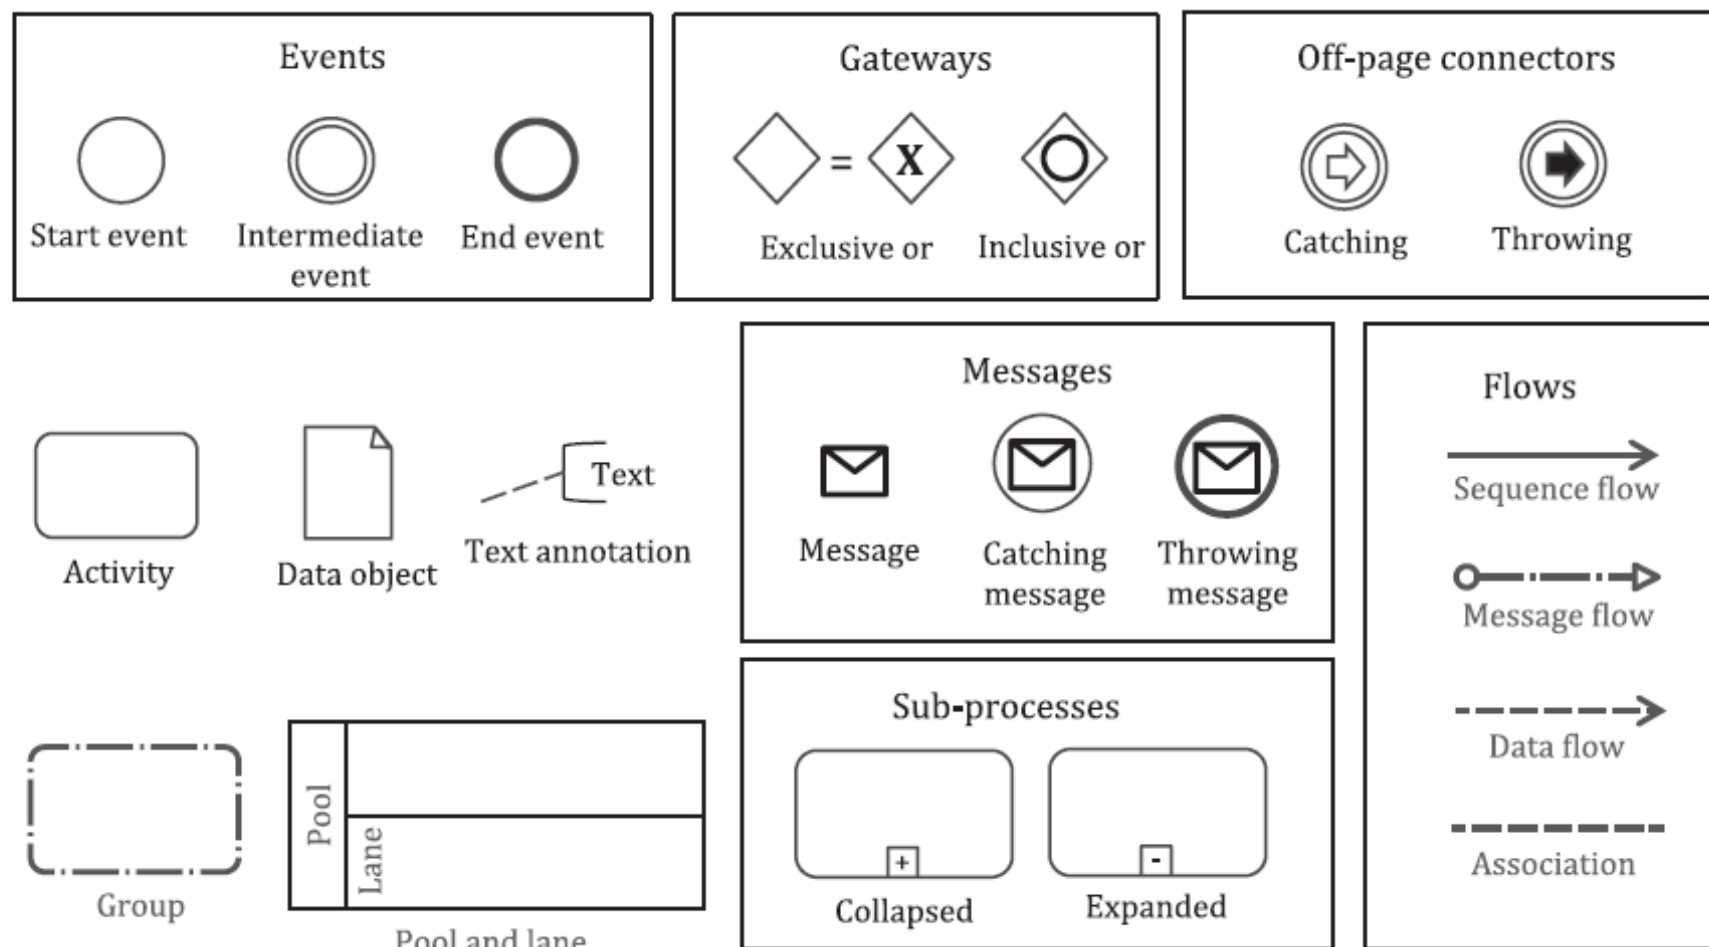 Events
Start event
Intermediate
event
End event
Gateways
=
X
Exclusive or
Inclusive or
Off-page connectors
Catching
Throwing
Activity
Data object
Text
Text annotation
Messages
Message
Catching
message
Throwing
message
Flows
Sequence flow
Message flow
Data flow
Association
Group
Pool
Lane
Pool and lane
Sub-processes
+
Collapsed
-
Expanded